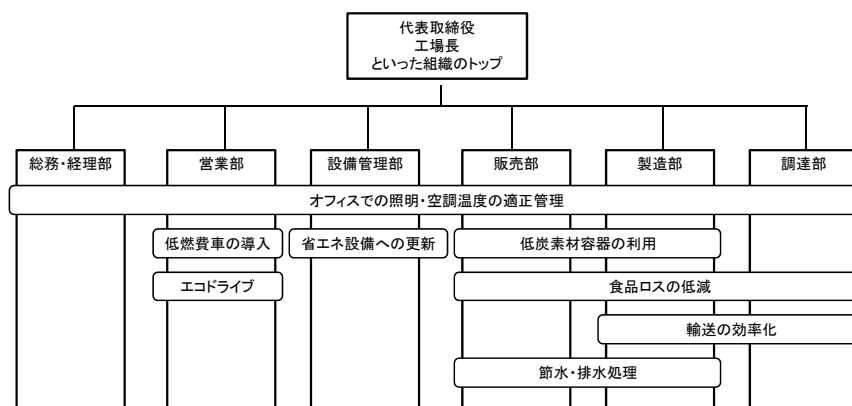 代表取締役
工場長
といった組織のトップ
総務・経理部
営業部
設備管理部
販売部
製造部
調達部
オフィスでの照明・空調温度の適正管理
低燃費車の導入
省エネ設備への更新
低炭素材容器の利用
エコドライブ
食品ロスの低減
輸送の効率化
節水・排水処理